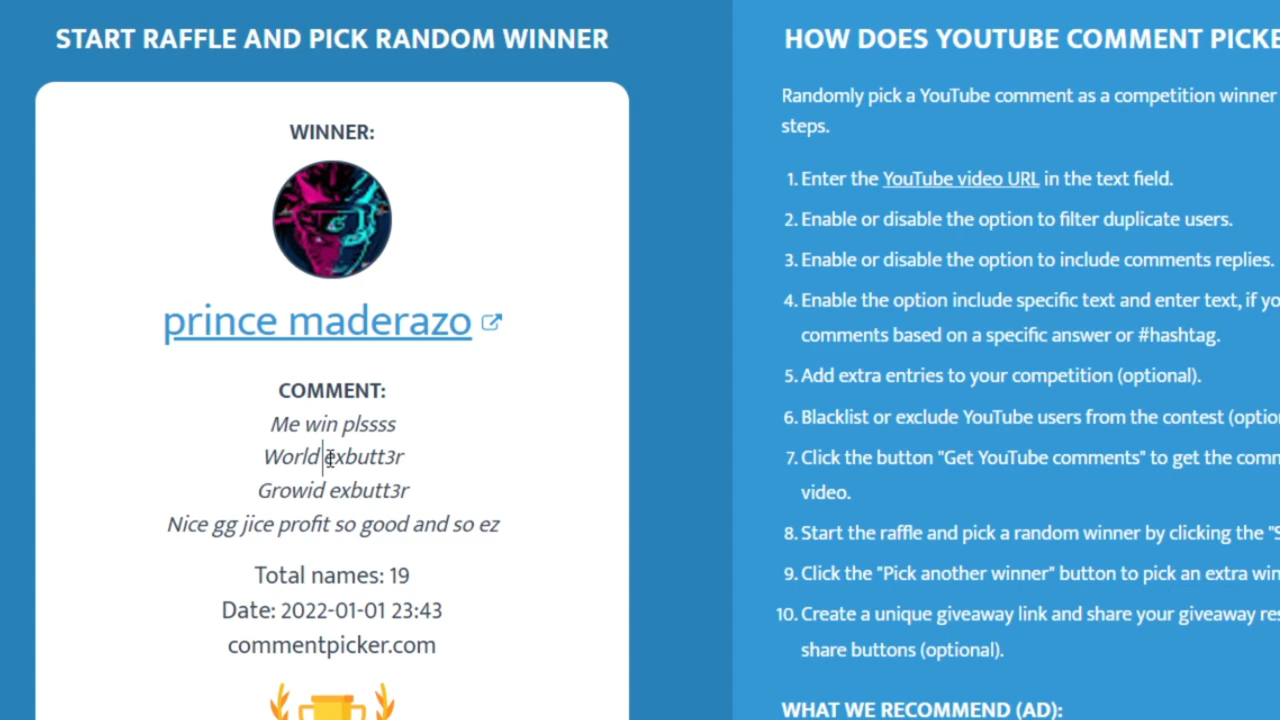 START RAFFLE AND PICK RANDOM WINNER
WINNER:
prince maderazo
COMMENT:
Me win plssss
World exbutt3r
Growid exbutt3r
Nice gg jice profit so good and so ez
Total names: 19
Date: 2022-01-01 23:43
commentpicker.com
HOW DOES YOUTUBE COMMENT
Randomly pick a YouTube comment as a competition winner
steps.
1. Enter the YouTube video URL in the text field.
2. Enable or disable the option to filter duplicate users.
3. Enable or disable the option to include comments replies.
4. Enable the option include specific text and enter text, if
comments based on a specific answer or #hashtag.
5. Add extra entries to your competition (optional).
6. Blacklist or exclude YouTube users from the contest
7. Click the button "Get YouTube comments" to get the
video.
8. Start the raffle and pick a random winner by clicking the
9. Click the "Pick another winner" button to pick an extra
10. Create a unique giveaway link and share your giveaway
share buttons (optional).
WHAT WE RECOMMEND (AD):